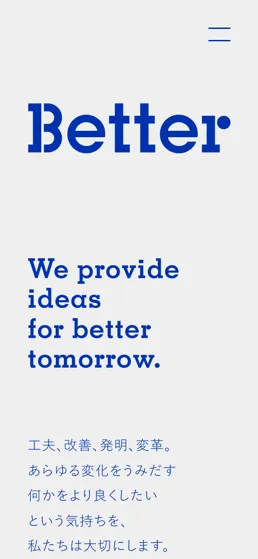 Better
We provide
ideas
for better
tomorrow.
工夫、改善、発明、変革。
あらゆる変化をうみだす
何かをより良くしたい
という気持ちを、
私たちは大切にします。